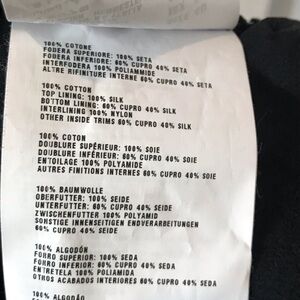 100% COTONE
FODERA SUPERIORE: 100% SETA
FODERA INFERIORE: 60% CUPRO 40% SETA
INTERFODERA 100% POLIAMMIDE
ALTRE RIFINITURE INTERNE 60% CUPRO 40% SETA
100% COTTON
TOP LINING: 100% SILK
BOTTOM LINING: 60% CUPRO 40% SILK
INTERLINING 100% NYLON
OTHER INSIDE TRIMS 60% CUPRO 40% SILK
100% COTON
DOUBLURE SUPÉRIEUR: 100% SOIE
DOUBLURE INFÉRIEUR: 60% CUPRO 40% SOIE
ENTOILAGE 100% POLYAMIDE
AUTRES FINITIONS INTERNES 60% CUPRO 40% SOIE
100% BAUMWOLLE
OBERFUTTER: 100% SEIDE
UNTERFUTTER: 60% CUPRO 40% SEIDE
ZWISCHENFUTTER 100% POLYAMID
SONSTIGE INNENSEITIGEN ENDVERARBEITUNGEN
60% CUPRO 40% SEIDE
100% ALGODÓN
FORRO SUPERIOR: 100% SEDA
FORRO INFERIOR: 60% CUPRO 40% SEDA
ENTRETELA 100% POLIAMIDA
OTROS ACABADOS INTERIORES 60% CUPRO 40% SEDA
100% ALGODÃO